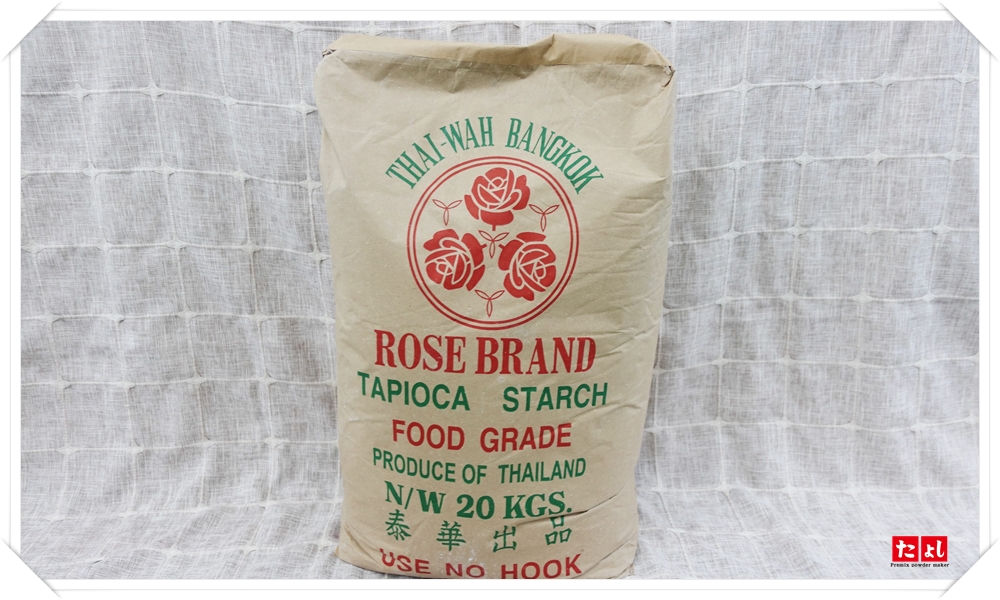 THAI-WAH BANGKOK
ROSE BRAND
TAPIOCA STARCH
FOOD GRADE
PRODUCE OF THAILAND
N/W 20 KGS.
泰華出品
USE NO HOOK
たよし
Premix powder maker